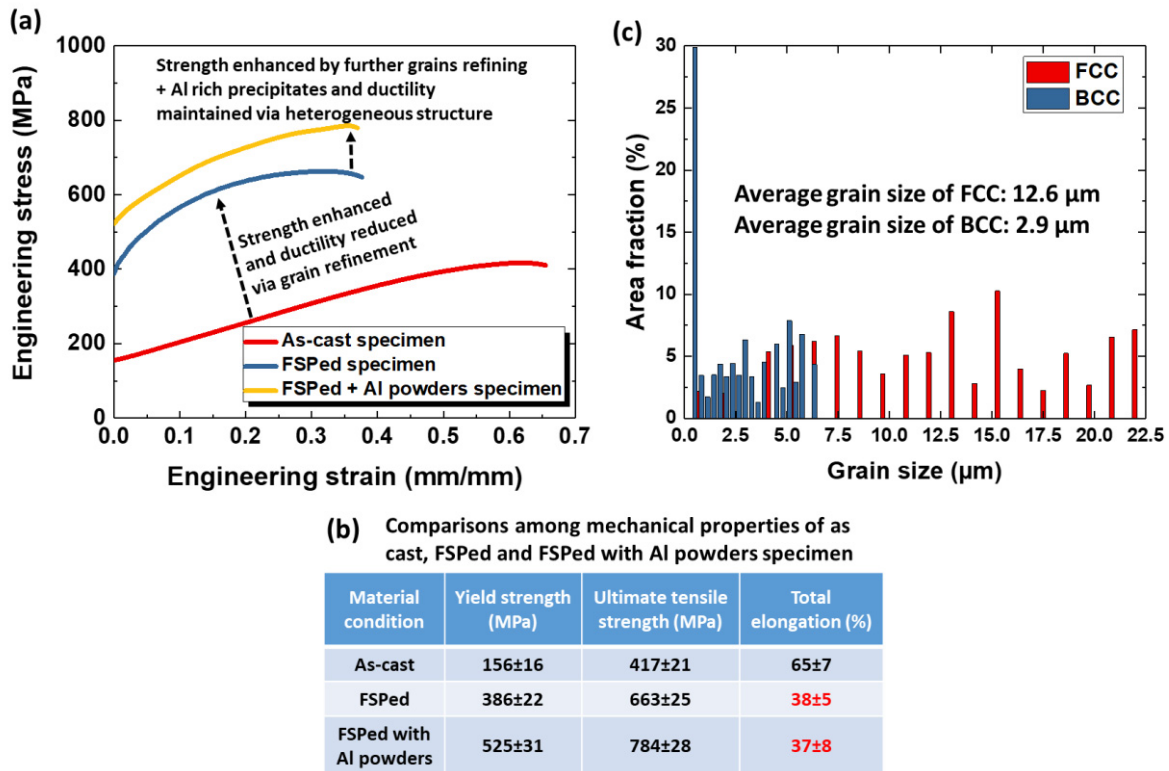 (a)
1000
800
600
400
200
0
Engineering stress (MPa)
Strength enhanced by further grains refining
+ Al rich precipitates and ductility
maintained via heterogeneous structure
Strength enhanced
and ductility reduced
via grain refinement
As-cast specimen
FSPed specimen
FSPed + Al powders specimen
0.0 0.1 0.2 0.3 0.4 0.5 0.6 0.7
Engineering strain (mm/mm)
(c)
30
25
20
15
10
5
0
Area fraction (%)
FCC
BCC
Average grain size of FCC: 12.6 µm
Average grain size of BCC: 2.9 µm
0.0 2.5 5.0 7.5 10.0 12.5 15.0 17.5 20.0 22.5
Grain size (µm)
(b) Comparisons among mechanical properties of as
cast, FSPed and FSPed with Al powders specimen
Material Yield strength Ultimate tensile Total
condition (MPa) strength (MPa) elongation (%)
As-cast 156±16 417±21 65±7
FSPed 386±22 663±25 38±5
FSPed with
Al powders 525±31 784±28 37±8